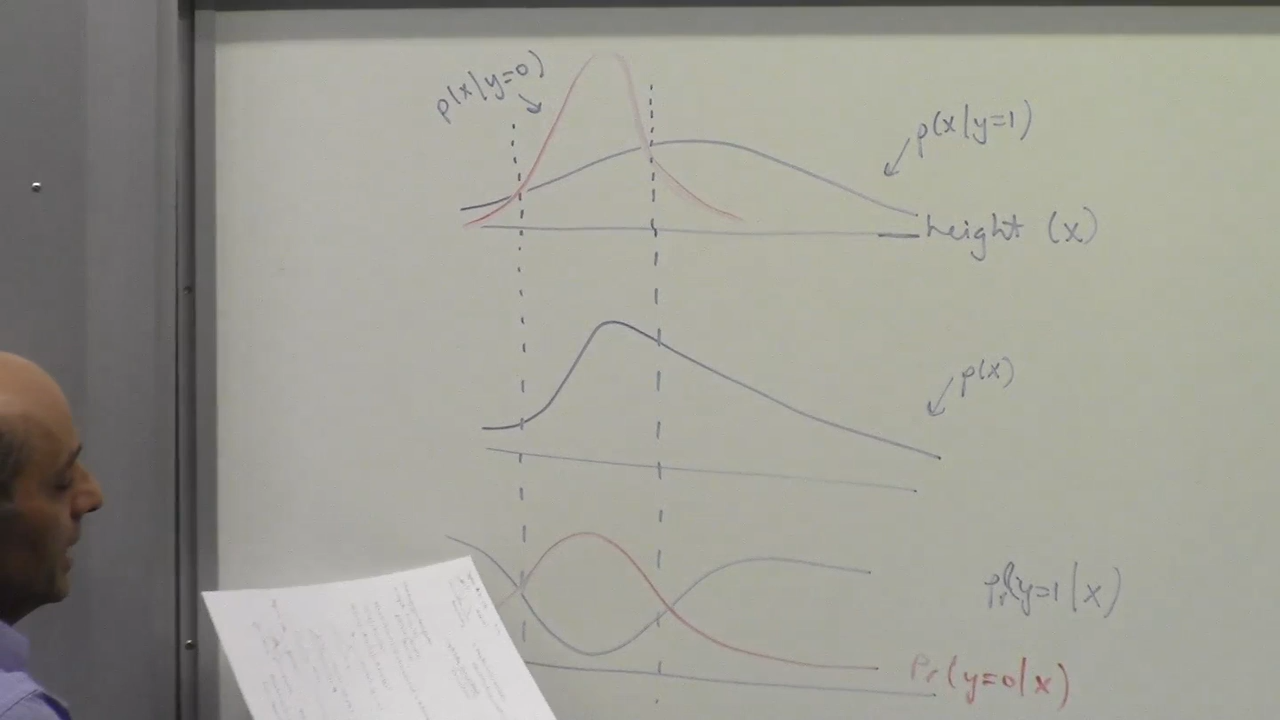 p(x|y=0)
p(x|y=1)
height (x)
p(x)
Pr(y=1|x)
Pr(y=0|x)